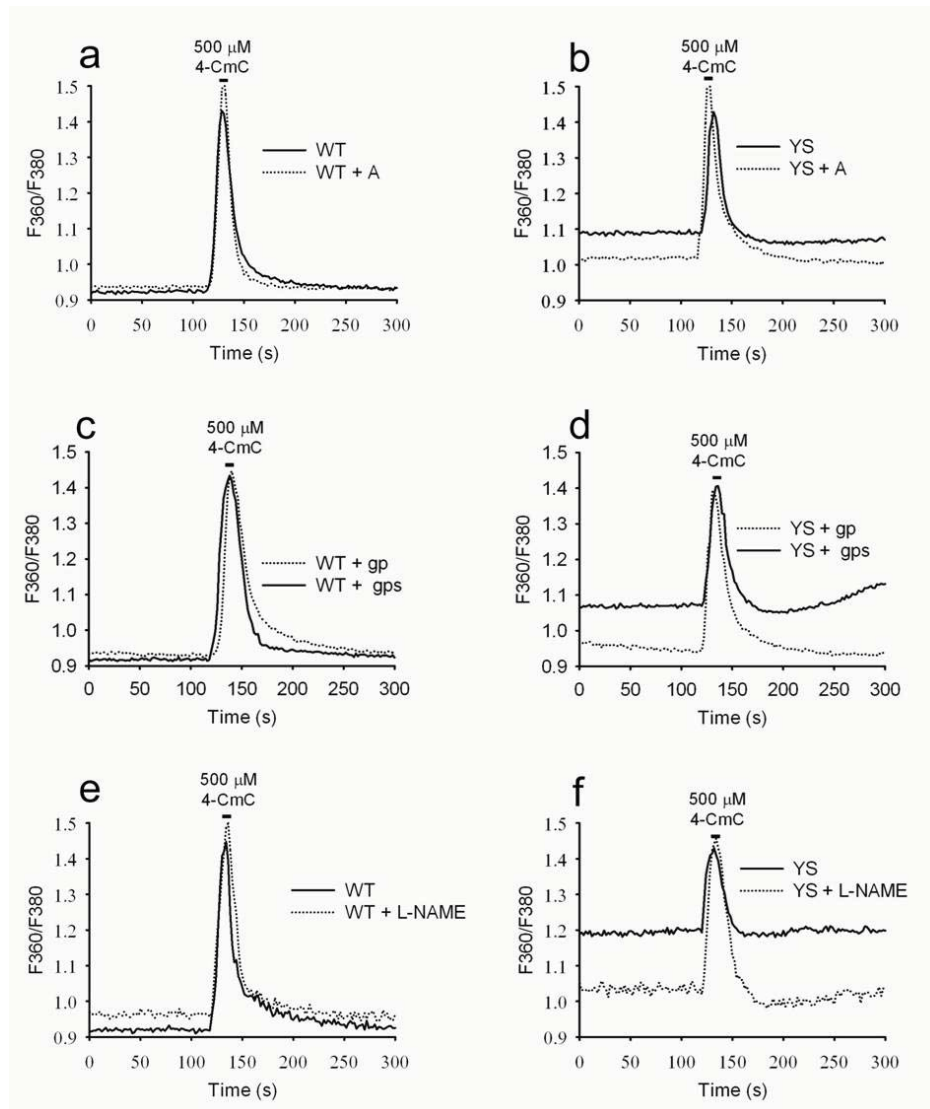 a
500 µM
4-CmC
F360/F380
1.5
1.4
1.3
1.2
1.1
1.0
0.9
WT
WT + A
0 50 100 150 200 250 300
Time (s)
b
500 µM
4-CmC
F360/F380
1.5
1.4
1.3
1.2
1.1
1.0
0.9
YS
YS + A
0 50 100 150 200 250 300
Time (s)
c
500 µM
4-CmC
F360/F380
1.5
1.4
1.3
1.2
1.1
1.0
0.9
WT + gp
WT + gps
0 50 100 150 200 250 300
Time (s)
d
500 µM
4-CmC
F360/F380
1.5
1.4
1.3
1.2
1.1
1.0
0.9
YS + gp
YS + gps
0 50 100 150 200 250 300
Time (s)
e
500 µM
4-CmC
F360/F380
1.5
1.4
1.3
1.2
1.1
1.0
0.9
WT
WT + L-NAME
0 50 100 150 200 250 300
Time (s)
f
500 µM
4-CmC
F360/F380
1.5
1.4
1.3
1.2
1.1
1.0
0.9
YS
YS + L-NAME
0 50 100 150 200 250 300
Time (s)